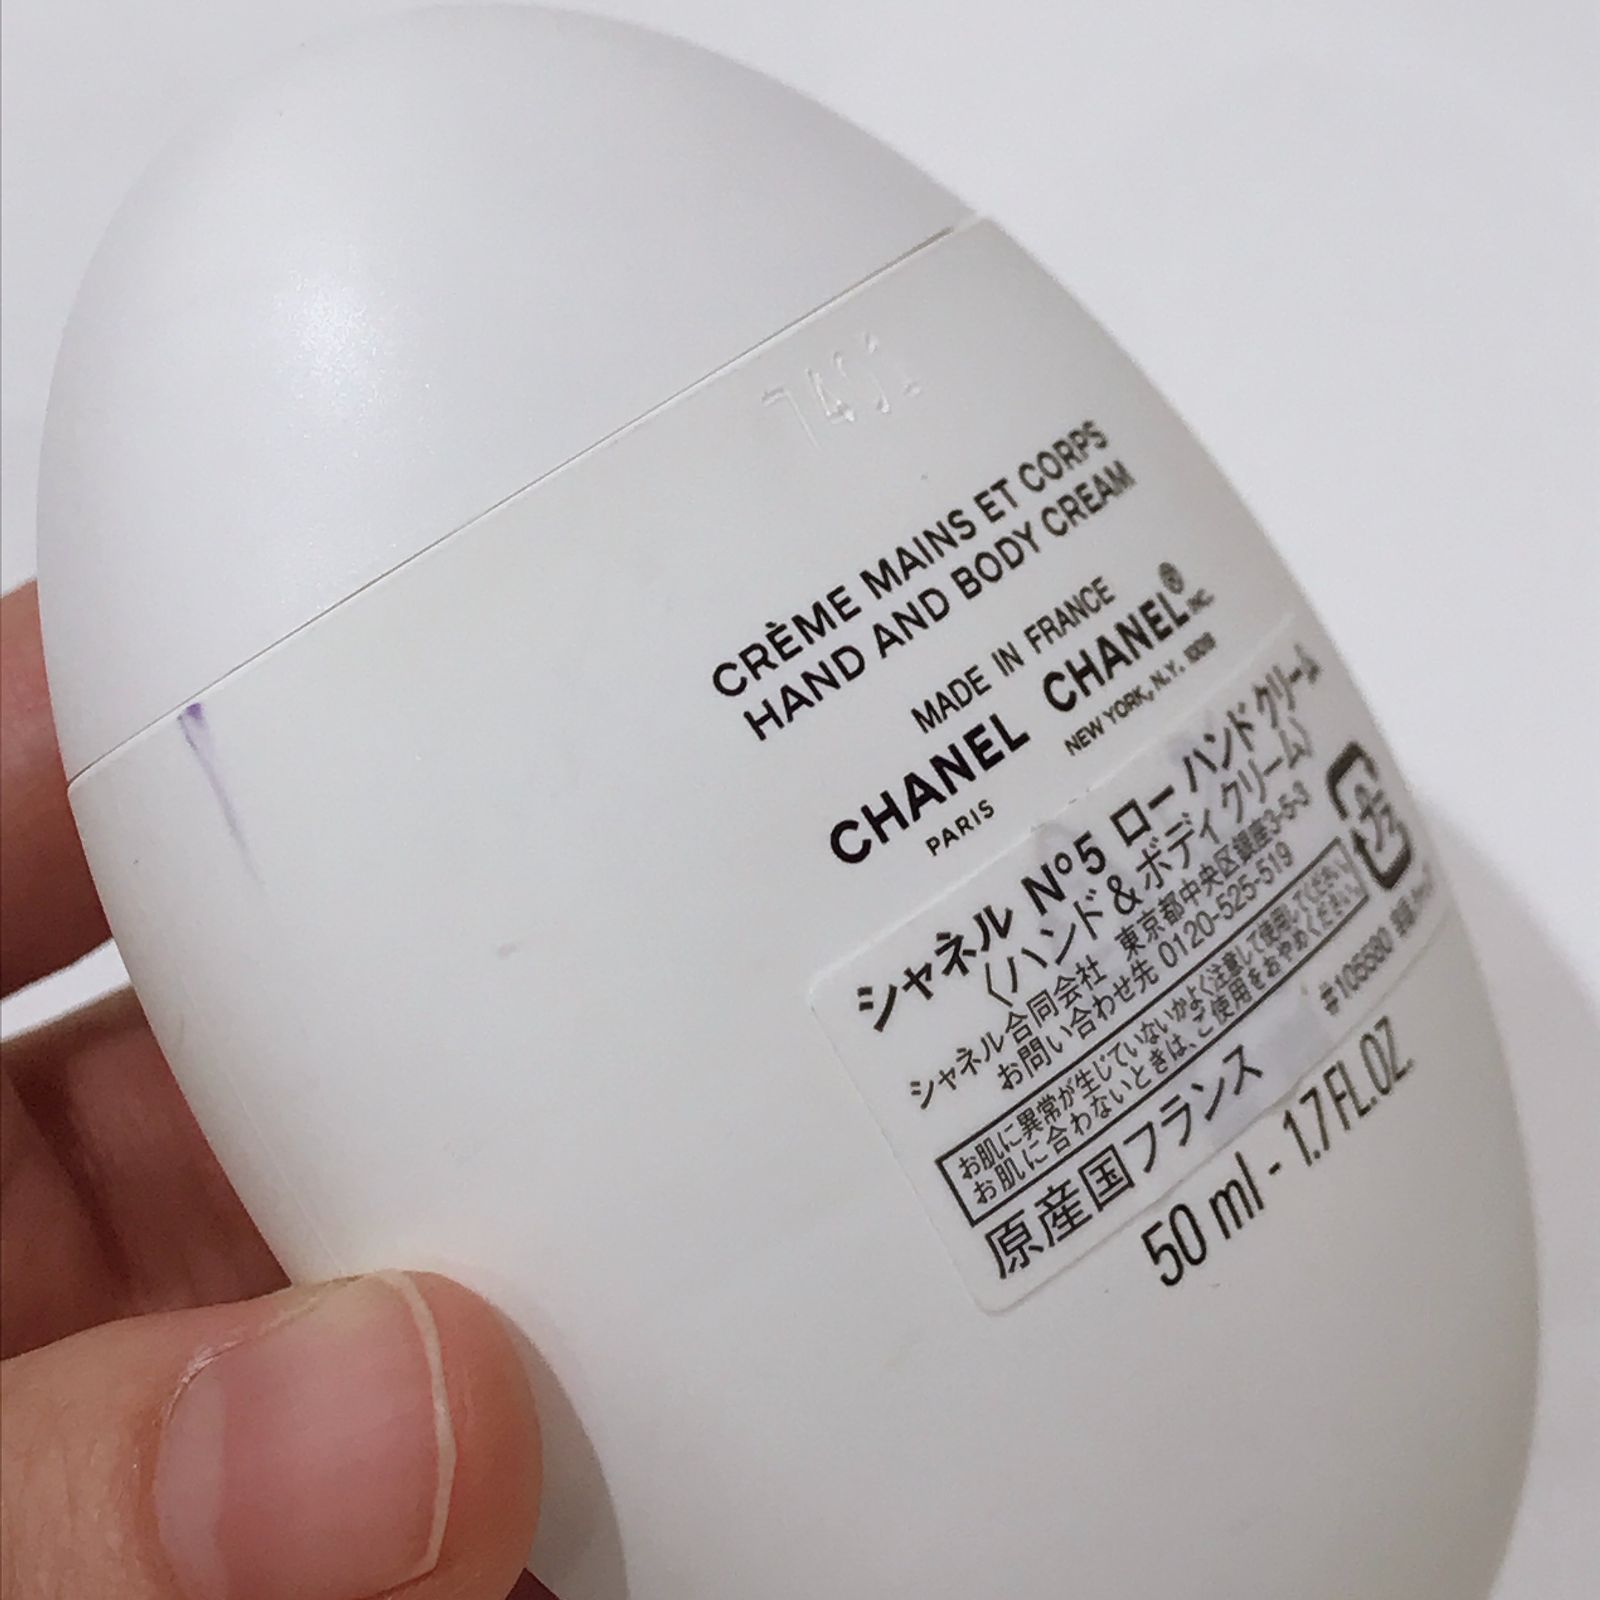 CRÈME MAINS ET CORPS
HAND AND BODY CREAM
MADE IN FRANCE
CHANEL CHANEL® INC.
PARIS NEW YORK, N.Y.
シャネル Nº5 ロー ハンド クリーム
(ハンド&ボディ クリーム)
シャネル合同会社 東京都中央区銀座3-5-3
お問い合わせ先 0120-525-519
お肌に異常が生じていないかよく注意して使用してください。
お肌に合わないときは、ご使用をおやめください。
原産国フランス #105580
50 ml - 1.7 FL.OZ.